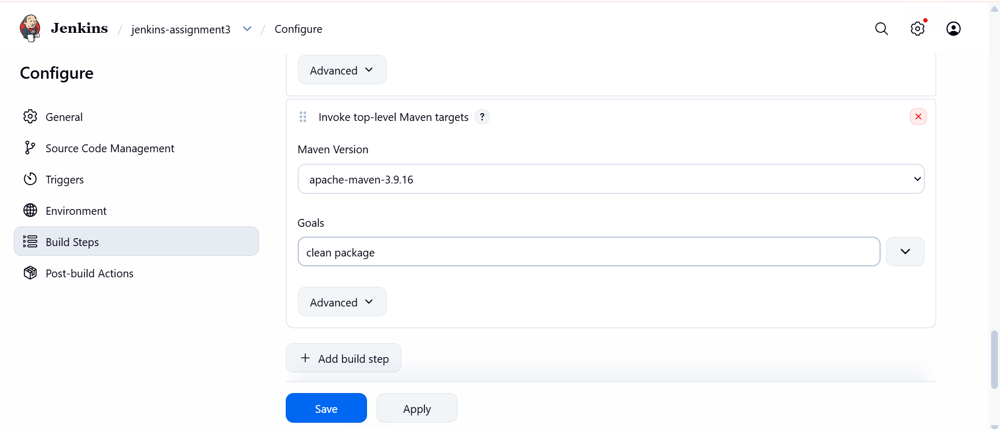 Jenkins / jenkins-assignment3 / Configure
Configure
General
Source Code Management
Triggers
Environment
Build Steps
Post-build Actions
Advanced
Invoke top-level Maven targets ?
Maven Version
apache-maven-3.9.16
Goals
clean package
Advanced
+ Add build step
Save Apply